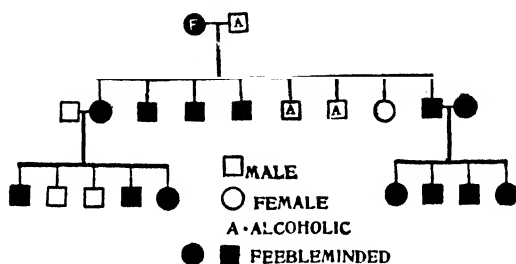 F A
A A
MALE
FEMALE
A·ALCOHOLIC
FEEBLEMINDED